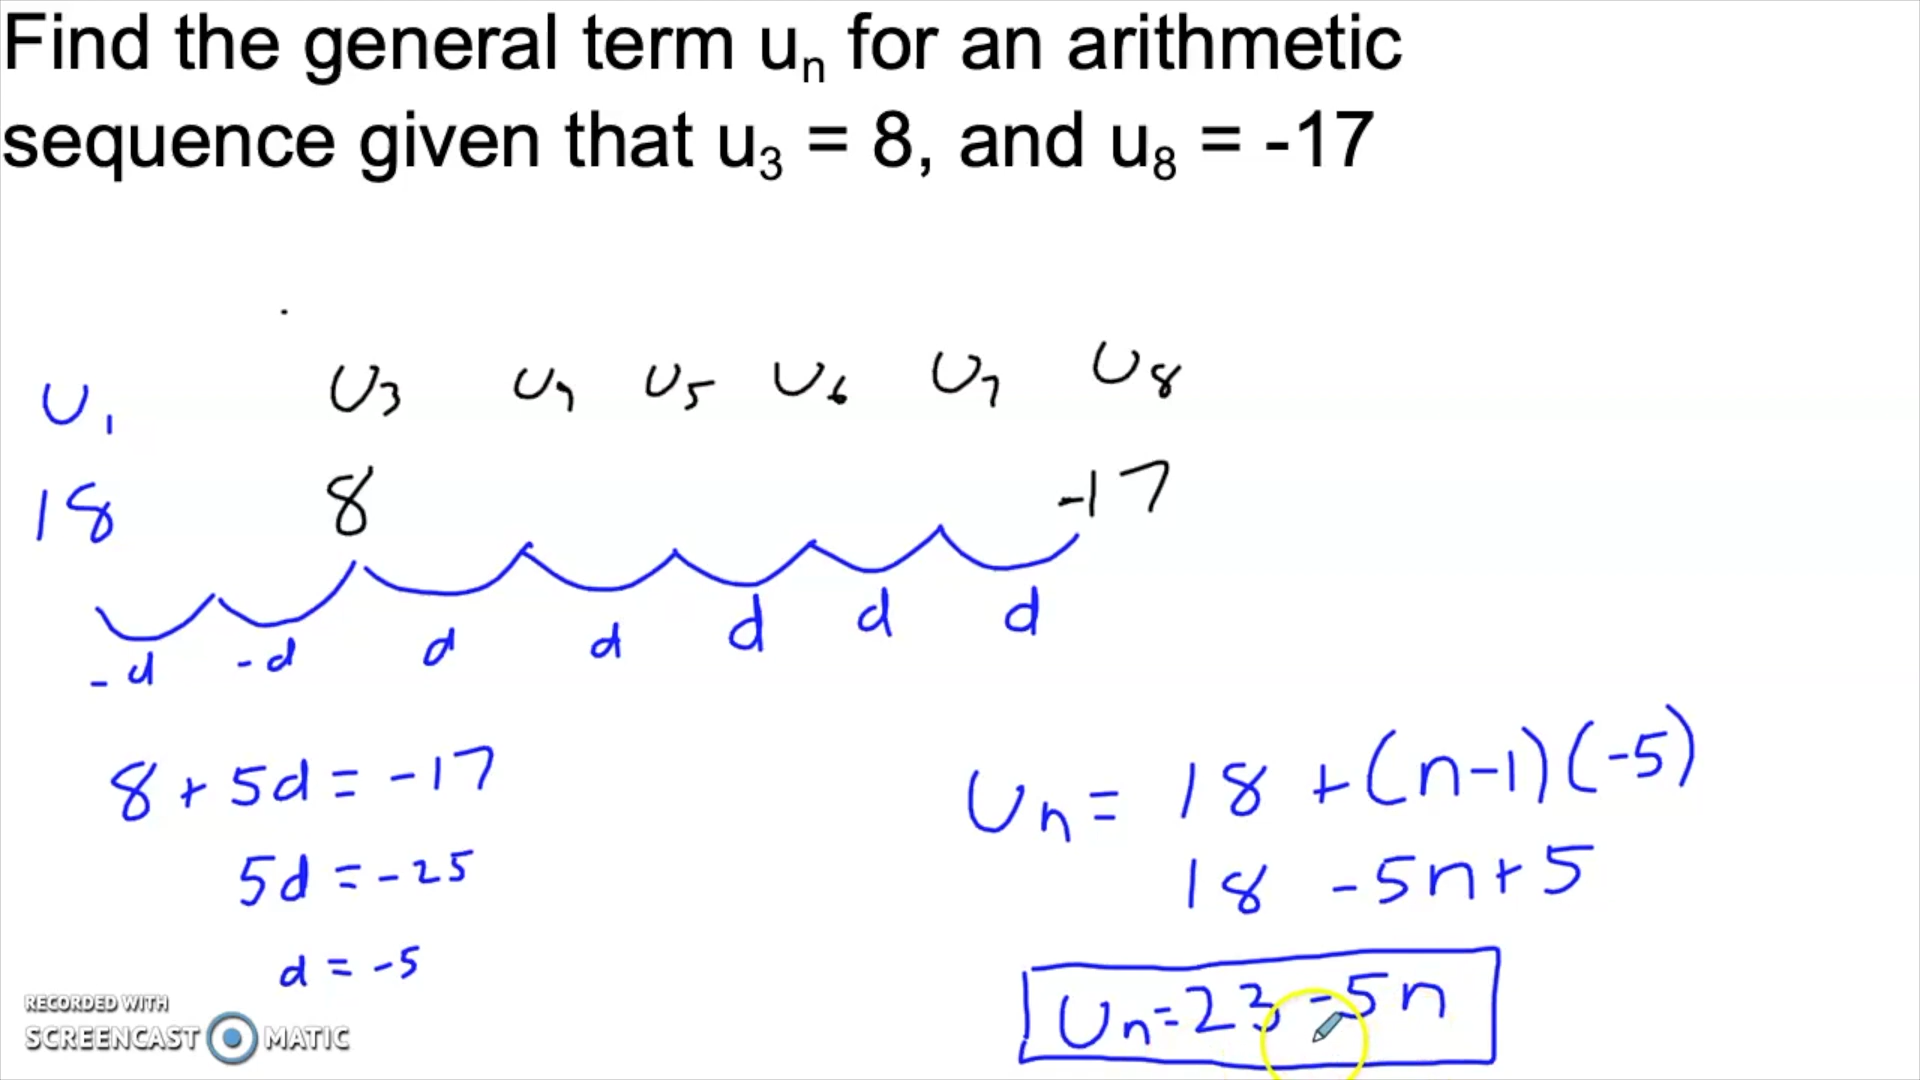 Find the general term uₙ for an arithmetic
sequence given that u₃ = 8, and u₈ = -17
U₁ U₃ U₄ U₅ U₆ U₇ U₈
18 8 -17
-d -d d d d d d
8 + 5d = -17
5d = -25
d = -5
Uₙ = 18 + (n-1)(-5)
18 -5n + 5
Uₙ = 23 - 5n
RECORDED WITH
SCREENCAST MATIC